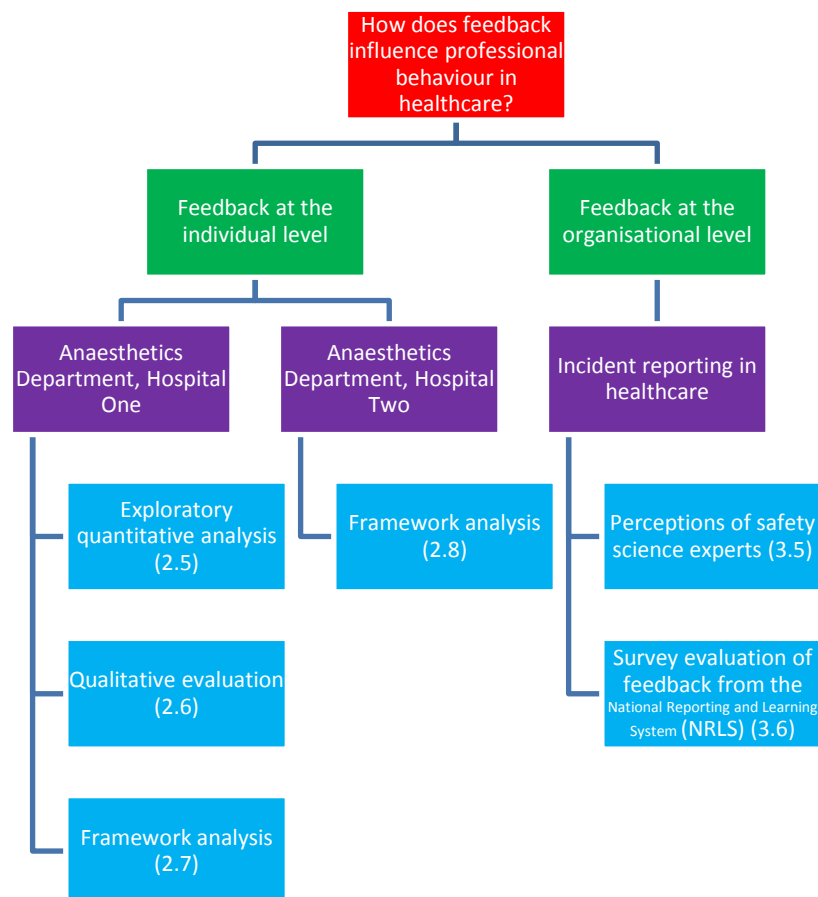 How does feedback
influence professional
behaviour in
healthcare?
Feedback at the
individual level
Feedback at the
organisational level
Anaesthetics
Department, Hospital
One
Anaesthetics
Department, Hospital
Two
Incident reporting in
healthcare
Exploratory
quantitative analysis
(2.5)
Framework analysis
(2.8)
Perceptions of safety
science experts (3.5)
Qualitative evaluation
(2.6)
Survey evaluation of
feedback from the
National Reporting and Learning
System (NRLS) (3.6)
Framework analysis
(2.7)